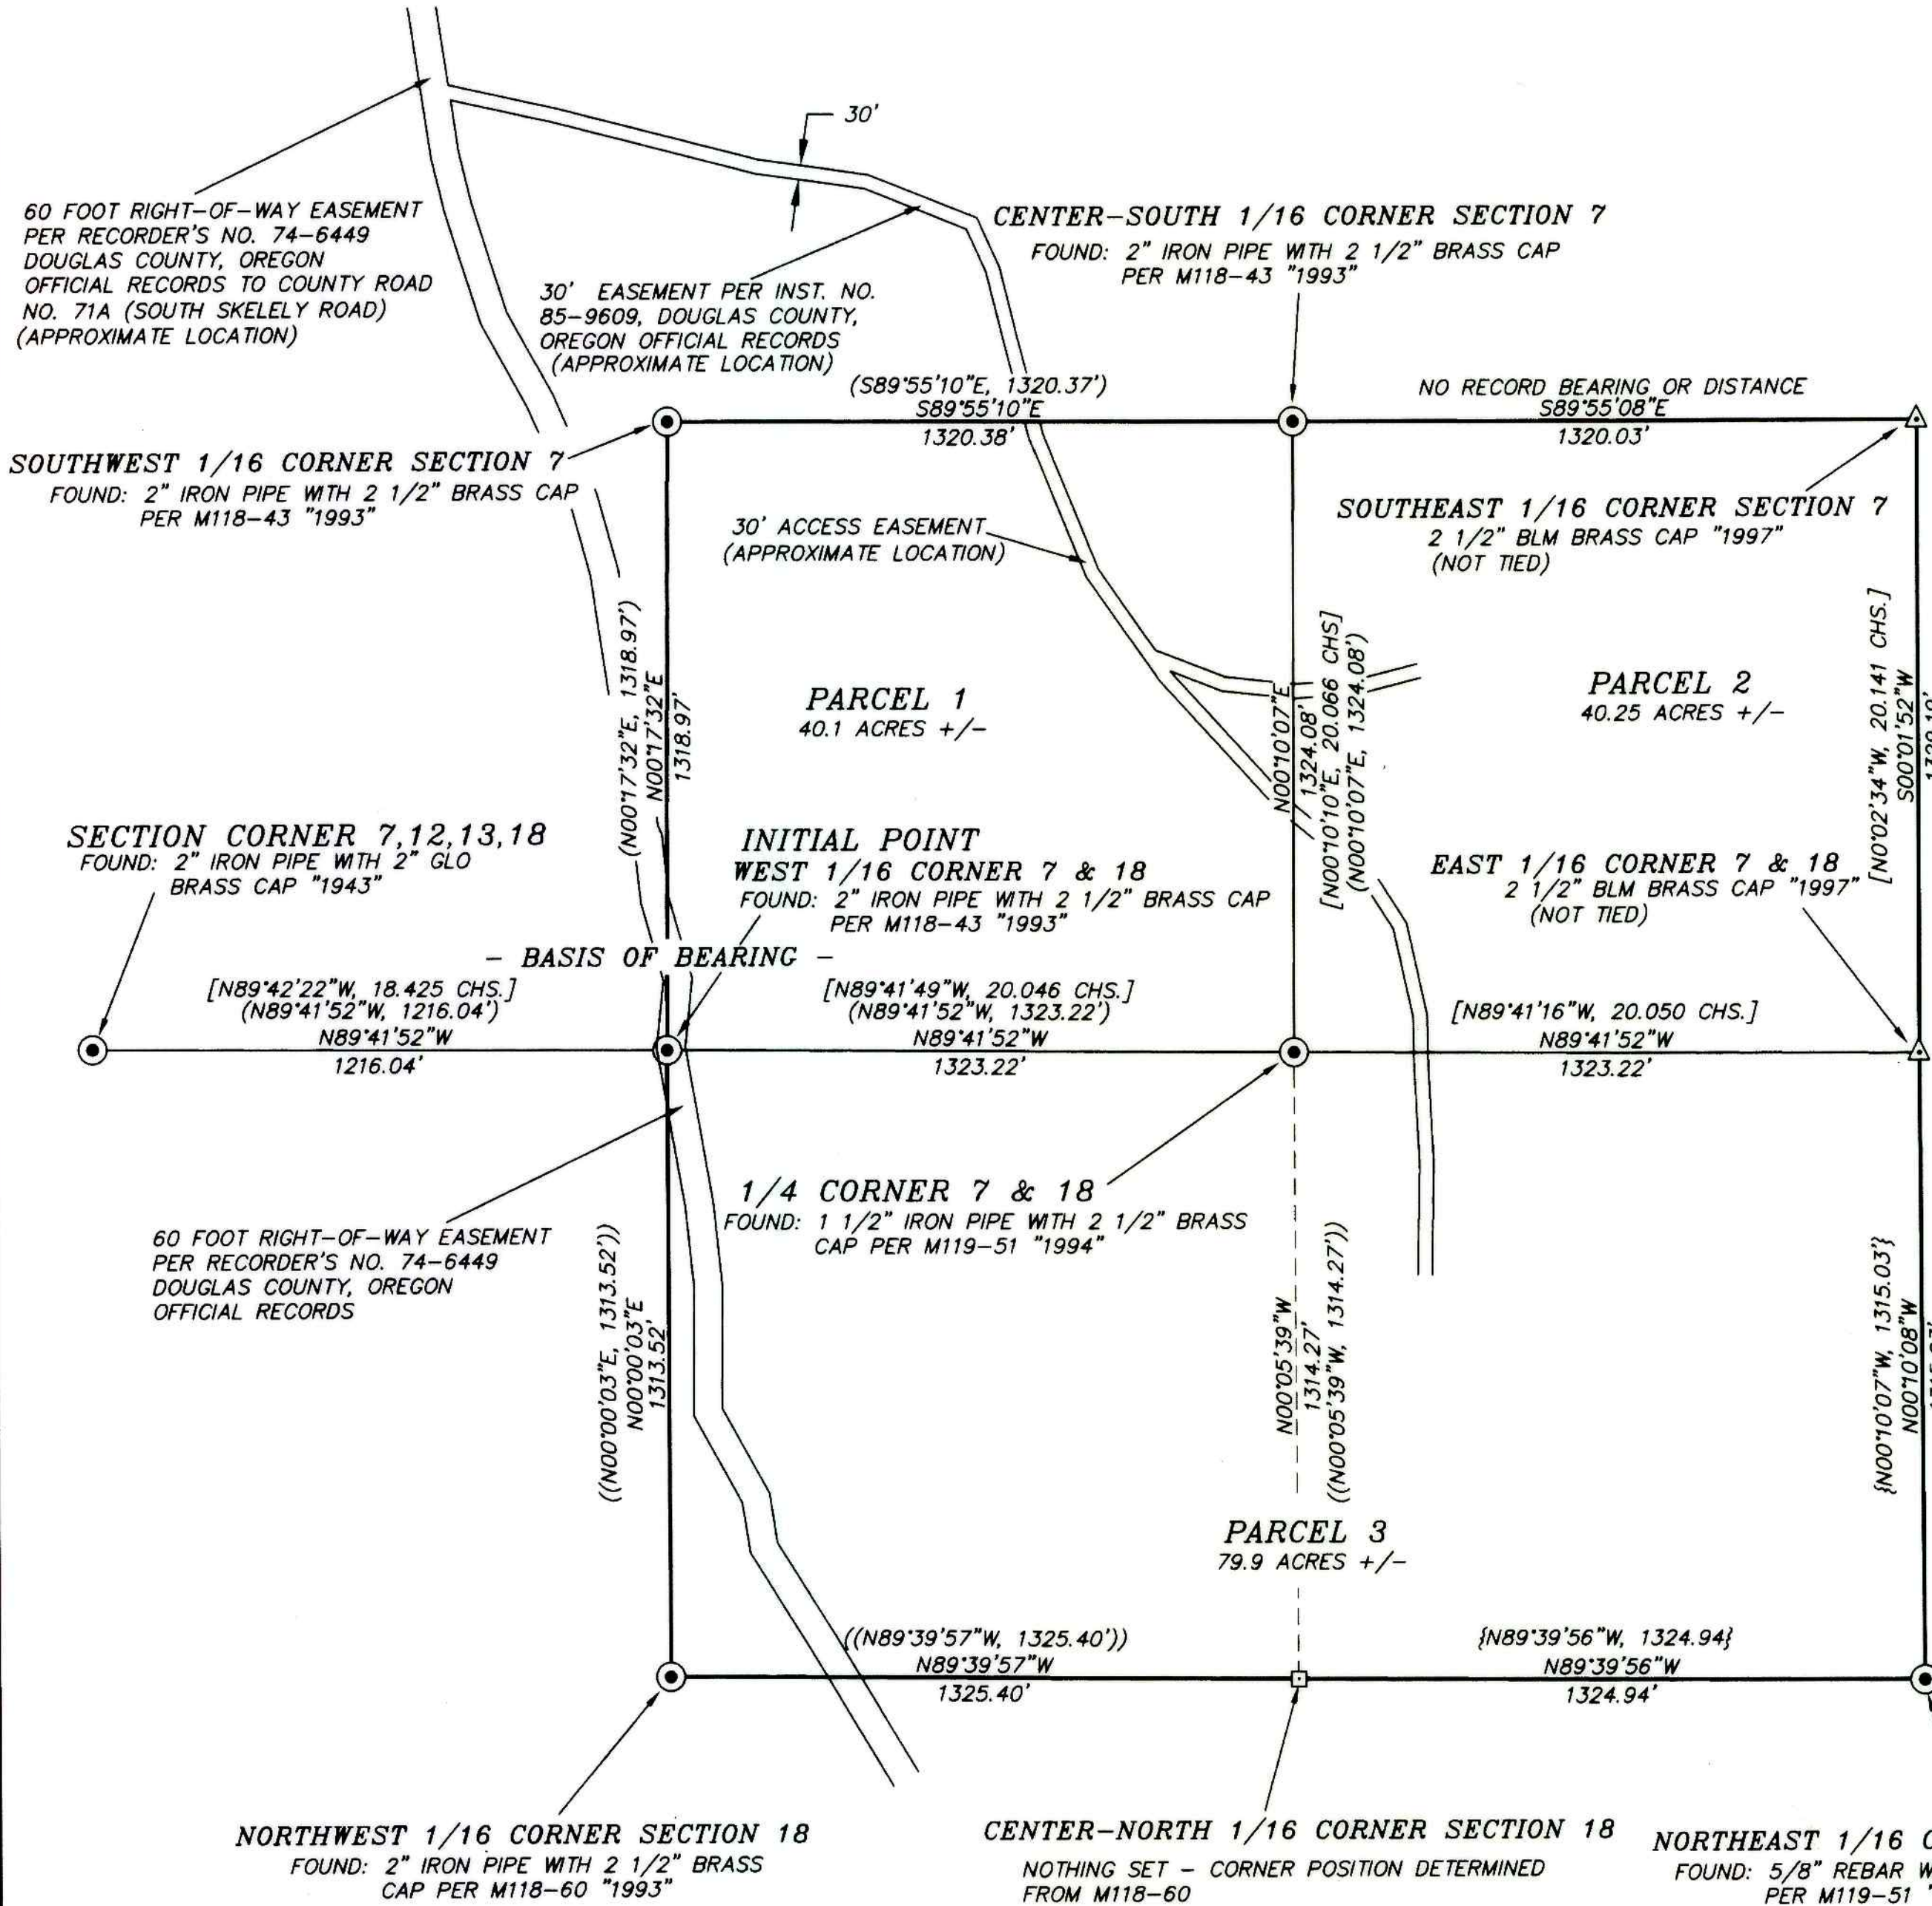 30'
60 FOOT RIGHT-OF-WAY EASEMENT
PER RECORDER'S NO. 74-6449
DOUGLAS COUNTY, OREGON
OFFICIAL RECORDS TO COUNTY ROAD
NO. 71A (SOUTH SKELELY ROAD)
(APPROXIMATE LOCATION)
30' EASEMENT PER INST. NO.
85-9609, DOUGLAS COUNTY,
OREGON OFFICIAL RECORDS
(APPROXIMATE LOCATION)
CENTER-SOUTH 1/16 CORNER SECTION 7
FOUND: 2" IRON PIPE WITH 2 1/2" BRASS CAP
PER M118-43 "1993"
(S89°55'10"E, 1320.37')
S89°55'10"E
1320.38'
NO RECORD BEARING OR DISTANCE
S89°55'08"E
1320.03'
SOUTHWEST 1/16 CORNER SECTION 7
FOUND: 2" IRON PIPE WITH 2 1/2" BRASS CAP
PER M118-43 "1993"
30' ACCESS EASEMENT
(APPROXIMATE LOCATION)
SOUTHEAST 1/16 CORNER SECTION 7
2 1/2" BLM BRASS CAP "1997"
(NOT TIED)
(N00°17'32"E, 1318.97')
N00°17'32"E
1318.97'
PARCEL 1
40.1 ACRES +/-
N00°10'07"E
1324.08'
[N00°10'10"E, 20.066 CHS]
(N00°10'07"E, 1324.08')
PARCEL 2
40.25 ACRES +/-
[N0°02'34"W, 20.141 CHS.]
S00°01'52"W
SECTION CORNER 7,12,13,18
FOUND: 2" IRON PIPE WITH 2" GLO
BRASS CAP "1943"
INITIAL POINT
WEST 1/16 CORNER 7 & 18
FOUND: 2" IRON PIPE WITH 2 1/2" BRASS CAP
PER M118-43 "1993"
EAST 1/16 CORNER 7 & 18
2 1/2" BLM BRASS CAP "1997"
(NOT TIED)
- BASIS OF BEARING -
[N89°42'22"W, 18.425 CHS.]
(N89°41'52"W, 1216.04')
N89°41'52"W
1216.04'
[N89°41'49"W, 20.046 CHS.]
(N89°41'52"W, 1323.22')
N89°41'52"W
1323.22'
[N89°41'16"W, 20.050 CHS.]
N89°41'52"W
1323.22'
1/4 CORNER 7 & 18
FOUND: 1 1/2" IRON PIPE WITH 2 1/2" BRASS
CAP PER M119-51 "1994"
60 FOOT RIGHT-OF-WAY EASEMENT
PER RECORDER'S NO. 74-6449
DOUGLAS COUNTY, OREGON
OFFICIAL RECORDS
((N00°00'03"E, 1313.52'))
N00°00'03"E
1313.52'
N00°05'39"W
1314.27'
((N00°05'39"W, 1314.27'))
{N00°10'07"W, 1315.03'}
N00°10'08"W
PARCEL 3
79.9 ACRES +/-
((N89°39'57"W, 1325.40'))
N89°39'57"W
1325.40'
{N89°39'56"W, 1324.94}
N89°39'56"W
1324.94'
NORTHWEST 1/16 CORNER SECTION 18
FOUND: 2" IRON PIPE WITH 2 1/2" BRASS
CAP PER M118-60 "1993"
CENTER-NORTH 1/16 CORNER SECTION 18
NOTHING SET - CORNER POSITION DETERMINED
FROM M118-60
NORTHEAST 1/16
FOUND: 5/8" REBAR
PER M119-51